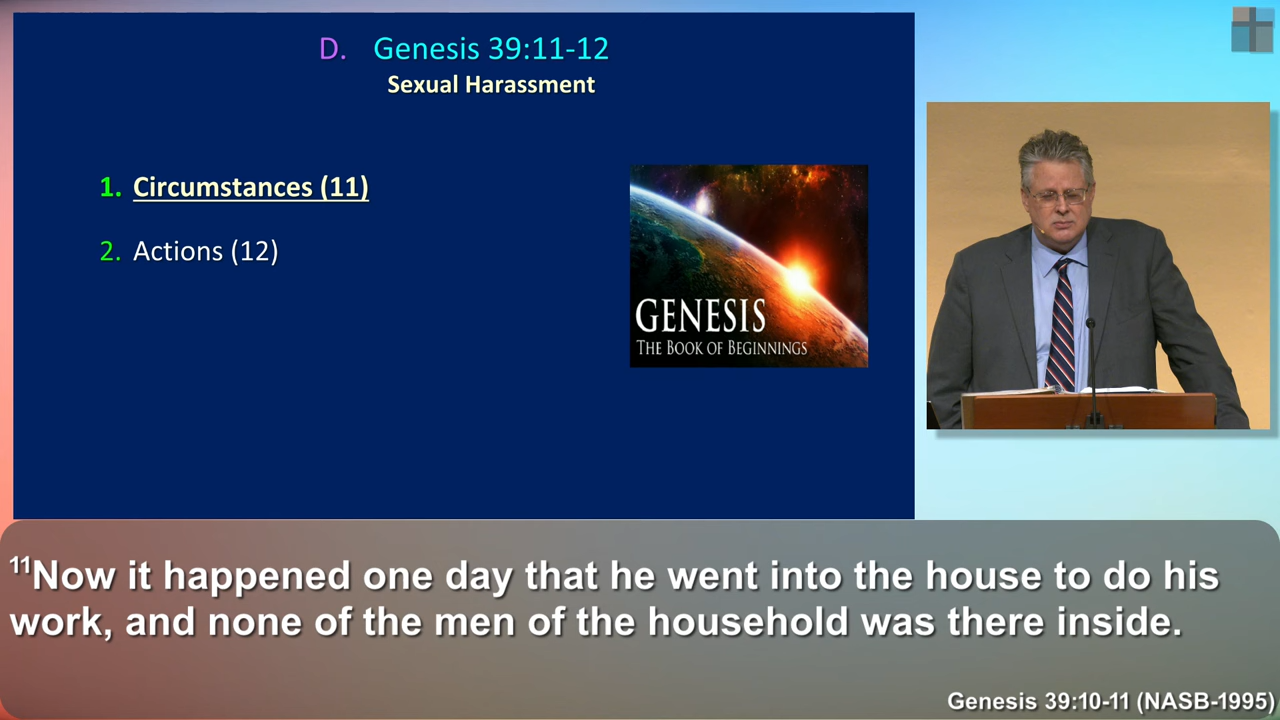 D. Genesis 39:11-12
Sexual Harassment
1. Circumstances (11)
2. Actions (12)
GENESIS
THE BOOK OF BEGINNINGS
11Now it happened one day that he went into the house to do his
work, and none of the men of the household was there inside.
Genesis 39:10-11 (NASB-1995)